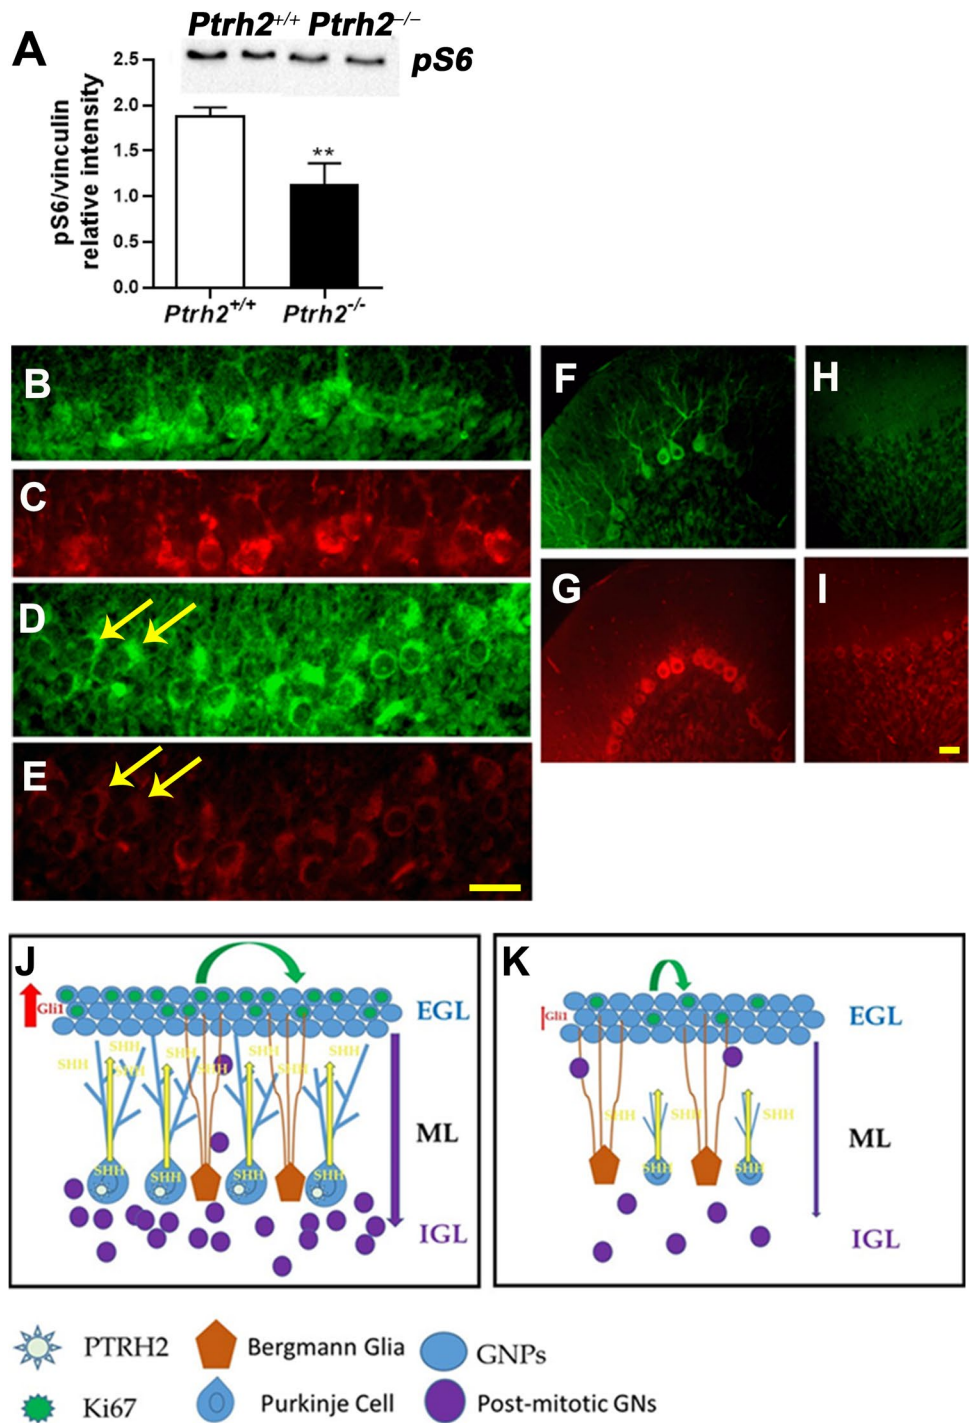 A
Ptrh2+/+ Ptrh2–/–
pS6
pS6/vinculin
relative intensity
2.5
2.0
1.5
1.0
0.5
0.0
**
Ptrh2+/+ Ptrh2-/-
B
C
D
E
F
H
G
I
J
Gli1
EGL
SHH
SHH
SHH
SHH
SHH
SHH
SHH
SHH
ML
SHH
SHH
SHH
SHH
IGL
K
Gli1
EGL
SHH
SHH
SHH
ML
SHH
SHH
IGL
PTRH2
Bergmann Glia
GNPs
Ki67
Purkinje Cell
Post-mitotic GNs